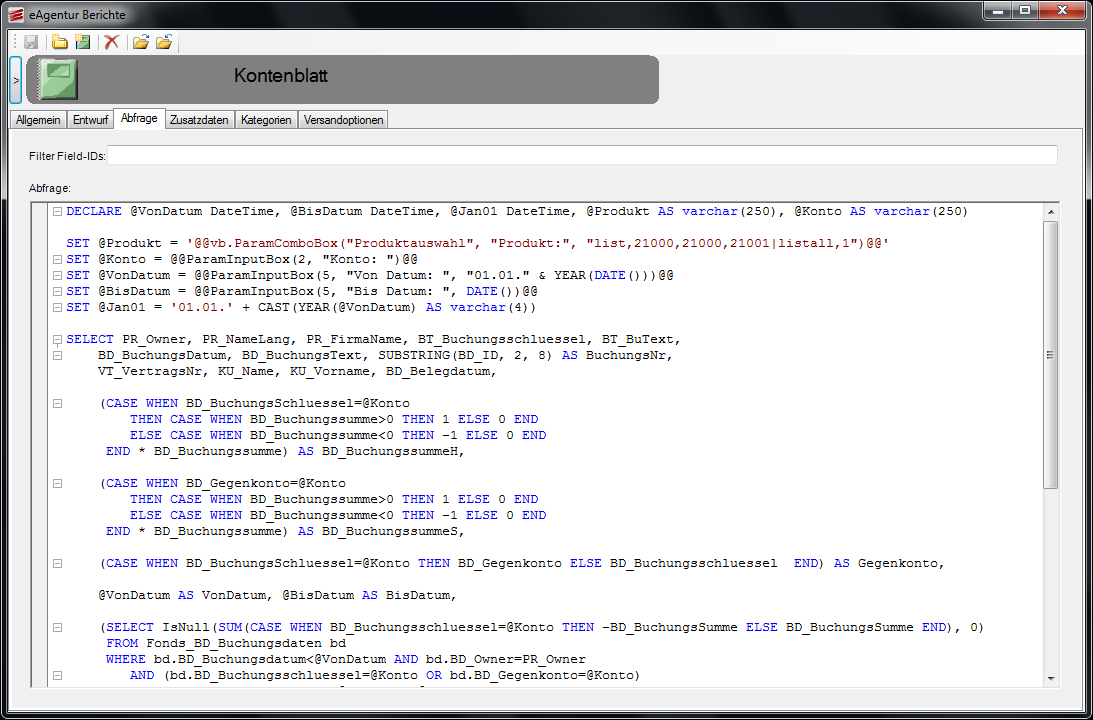 eAgentur Berichte
Kontenblatt
>
Allgemein Entwurf Abfrage Zusatzdaten Kategorien Versandoptionen
Filter Field-IDs:
Abfrage:
DECLARE @VonDatum DateTime, @BisDatum DateTime, @Jan01 DateTime, @Produkt AS varchar(250), @Konto AS varchar(250)
SET @Produkt = '@@vb.ParamComboBox("Produktauswahl", "Produkt:", "list,21000,21000,21001|listall,1")@@'
SET @Konto = @@ParamInputBox(2, "Konto: ")@@
SET @VonDatum = @@ParamInputBox(5, "Von Datum: ", "01.01." & YEAR(DATE()))@@
SET @BisDatum = @@ParamInputBox(5, "Bis Datum: ", DATE())@@
SET @Jan01 = '01.01.' + CAST(YEAR(@VonDatum) AS varchar(4))
SELECT PR_Owner, PR_NameLang, PR_FirmaName, BT_Buchungsschluessel, BT_BuText,
BD_BuchungsDatum, BD_BuchungsText, SUBSTRING(BD_ID, 2, 8) AS BuchungsNr,
VT_VertragsNr, KU_Name, KU_Vorname, BD_Belegdatum,
(CASE WHEN BD_BuchungsSchluessel=@Konto
THEN CASE WHEN BD_Buchungssumme>0 THEN 1 ELSE 0 END
ELSE CASE WHEN BD_Buchungssumme<0 THEN -1 ELSE 0 END
END * BD_Buchungssumme) AS BD_BuchungssummeH,
(CASE WHEN BD_Gegenkonto=@Konto
THEN CASE WHEN BD_Buchungssumme>0 THEN 1 ELSE 0 END
ELSE CASE WHEN BD_Buchungssumme<0 THEN -1 ELSE 0 END
END * BD_Buchungssumme) AS BD_BuchungssummeS,
(CASE WHEN BD_BuchungsSchluessel=@Konto THEN BD_Gegenkonto ELSE BD_Buchungsschluessel  END) AS Gegenkonto,
@VonDatum AS VonDatum, @BisDatum AS BisDatum,
(SELECT IsNull(SUM(CASE WHEN BD_Buchungsschluessel=@Konto THEN -BD_BuchungsSumme ELSE BD_BuchungsSumme END), 0)
FROM Fonds_BD_Buchungsdaten bd
WHERE bd.BD_Buchungsdatum<@VonDatum AND bd.BD_Owner=PR_Owner
AND (bd.BD_Buchungsschluessel=@Konto OR bd.BD_Gegenkonto=@Konto)